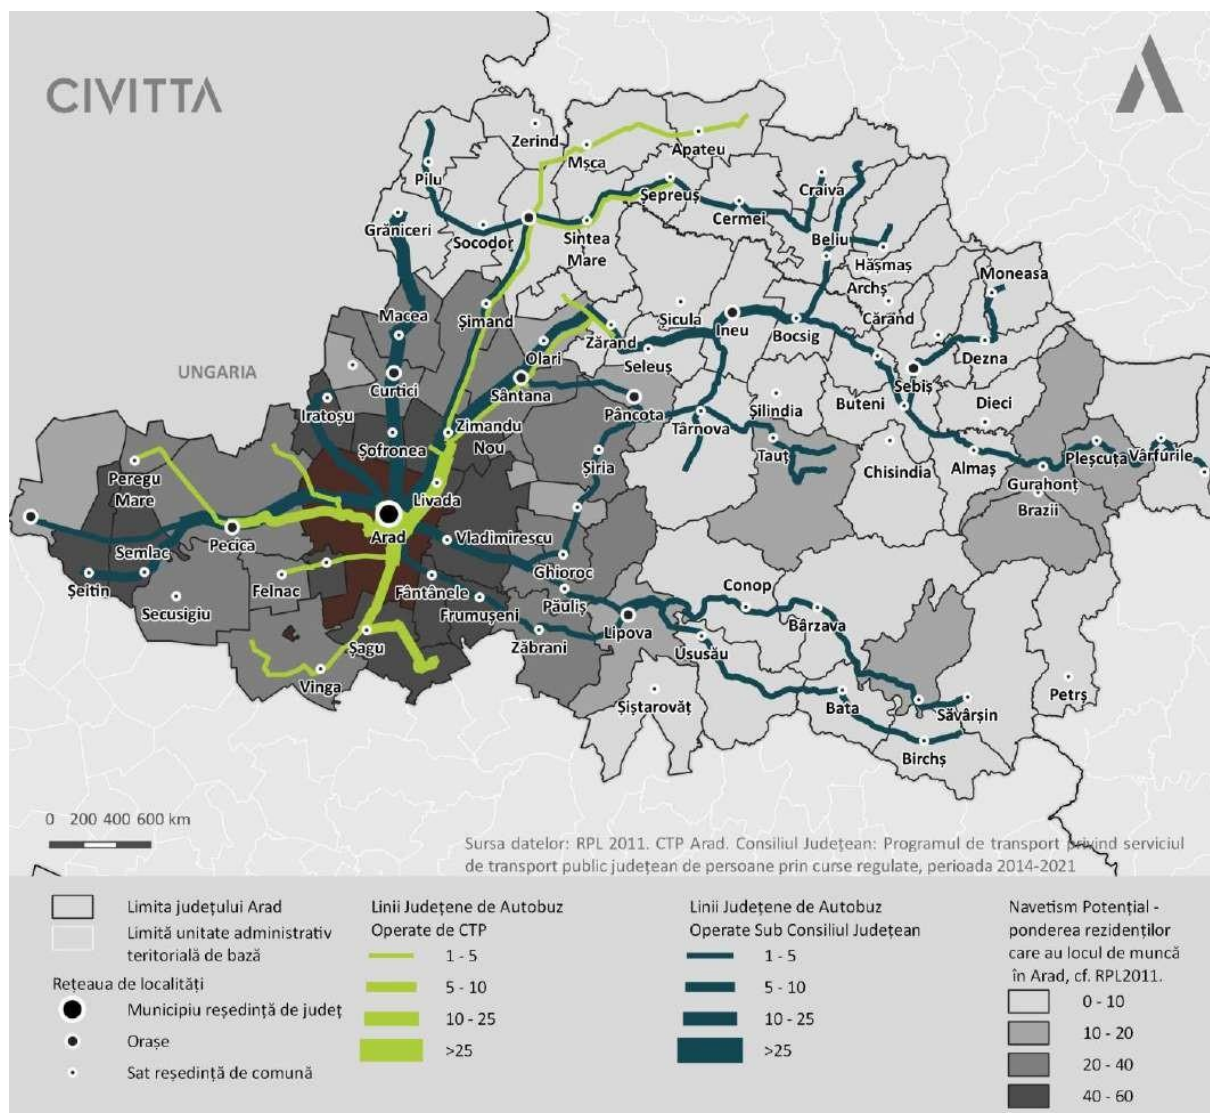 CIVITTA
Zerind
Mșca
Apateu
Pilu
Șepreuș
Craiva
Grăniceri
Socodor
Sintea
Mare
Cermei
Beliu
Hășmaș
Archș
Moneasa
Macea
Șimand
Cărand
UNGARIA
Olari
Zărand
Șicula
Ineu
Bocsig
Dezna
Curtici
Sântana
Seleuș
Sebiș
Iratoșu
Zimandu
Nou
Pâncota
Târnova
Șilindia
Buteni
Dieci
Șofronea
Peregu
Mare
Șiria
Tauț
Chisindia
Almaș
Pleșcuța
Vârfurile
Gurahonț
Livada
Brazii
Pecica
Arad
Vladimirescu
Semlac
Șeitin
Felnac
Fântânele
Ghioroc
Conop
Secusigiu
Frumușeni
Păuliș
Lipova
Bârzava
Șagu
Zăbrani
Ususău
Vinga
Șiștarovăț
Bata
Săvârșin
Petrș
Birchș
0 200 400 600 km
Sursa datelor: RPL 2011. CTP Arad. Consiliul Județean: Programul de transport privind serviciul
de transport public județean de persoane prin curse regulate, perioada 2014-2021
Limita județului Arad
Limită unitate administrativ
teritorială de bază
Rețeaua de localități
Municipiu reședință de județ
Orașe
Sat reședință de comună
Linii Județene de Autobuz
Operate de CTP
1 - 5
5 - 10
10 - 25
>25
Linii Județene de Autobuz
Operate Sub Consiliul Județean
1 - 5
5 - 10
10 - 25
>25
Navetism Potențial -
ponderea rezidenților
care au locul de muncă
în Arad, cf. RPL2011.
0 - 10
10 - 20
20 - 40
40 - 60